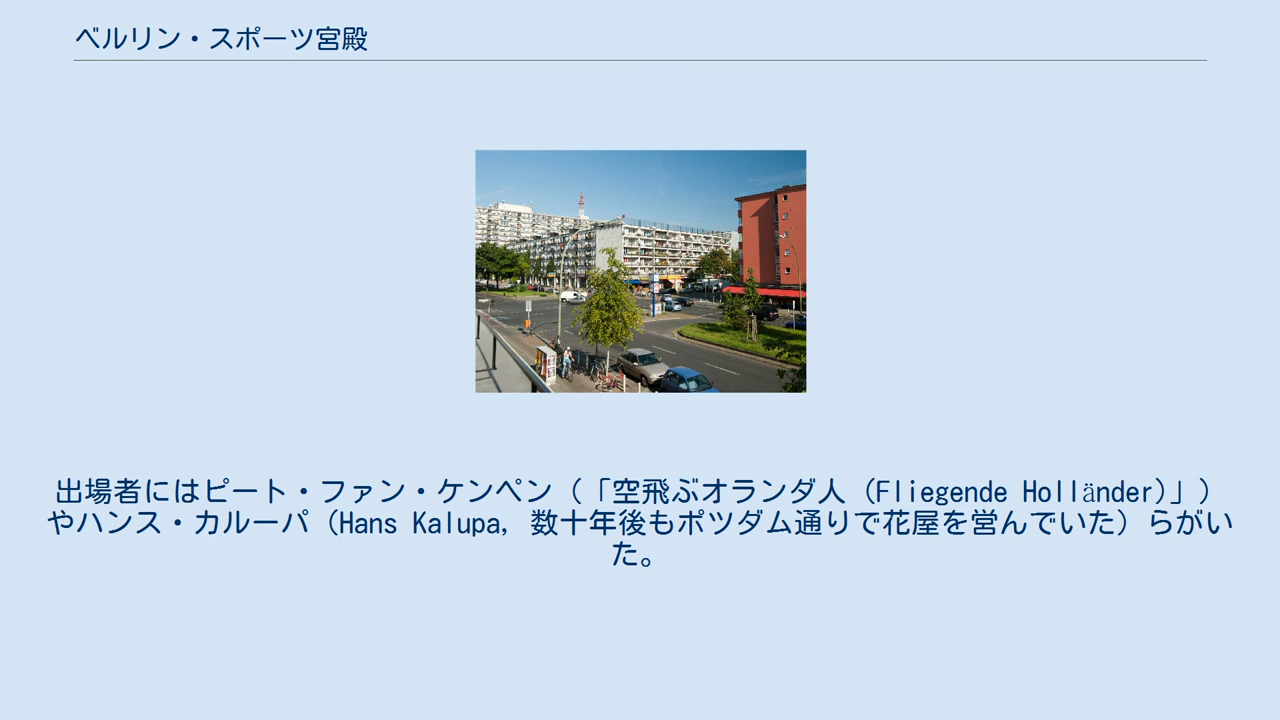 ベルリン・スポーツ宮殿
出場者にはピート・ファン・ケンペン（「空飛ぶオランダ人（Fliegende Holländer)」）
やハンス・カルーパ（Hans Kalupa, 数十年後もポツダム通りで花屋を営んでいた）らがい
た。